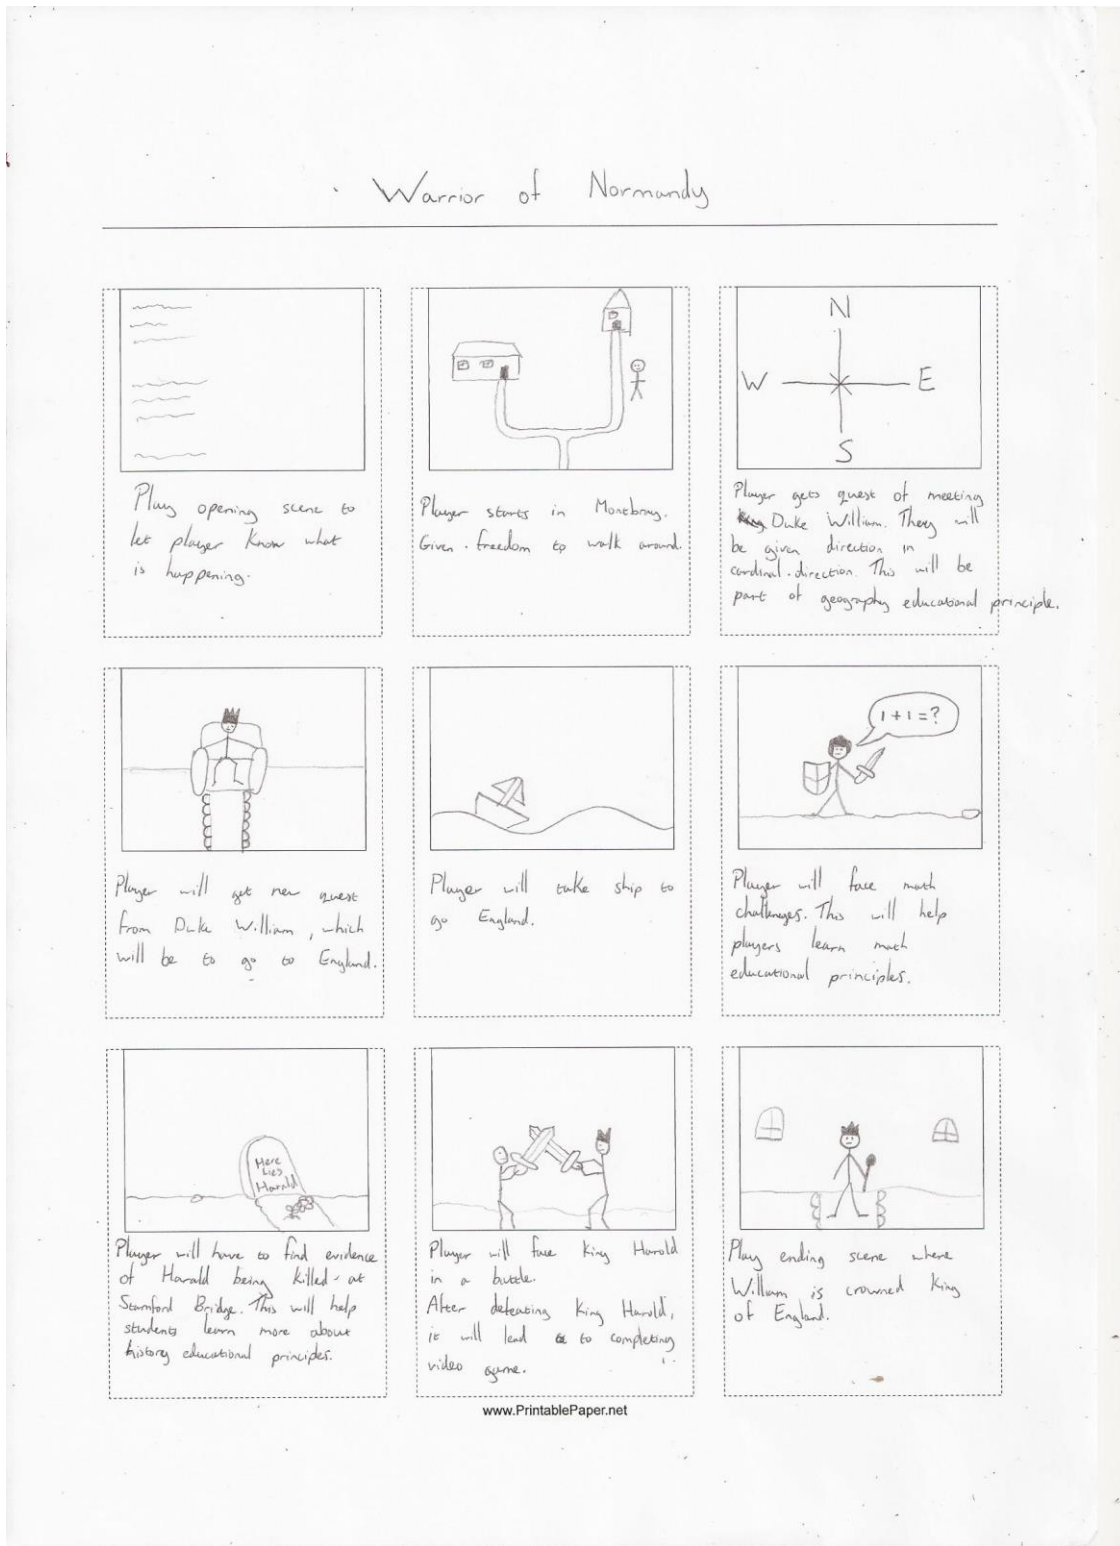 Warrior of Normandy
Play opening scene to
let player know what
is happening.
Player starts in Montbray.
Given freedom to walk around.
N
W E
S
Player gets quest of meeting
Duke William. They will
be given direction in
cardinal direction. This will be
part of geography educational principle.
Player will get new quest
from Duke William, which
will be to go to England.
Player will take ship to
go England.
1+1=?
Player will face math
challenges. This will help
players learn math
educational principles.
Here
Lies
Harald
Player will have to find evidence
of Harald being killed at
Stamford Bridge. This will help
students learn more about
history educational principles.
Player will face King Harold
in a battle.
After defeating King Harold,
it will lead to completing
video game.
Play ending scene where
William is crowned King
of England.
www.PrintablePaper.net